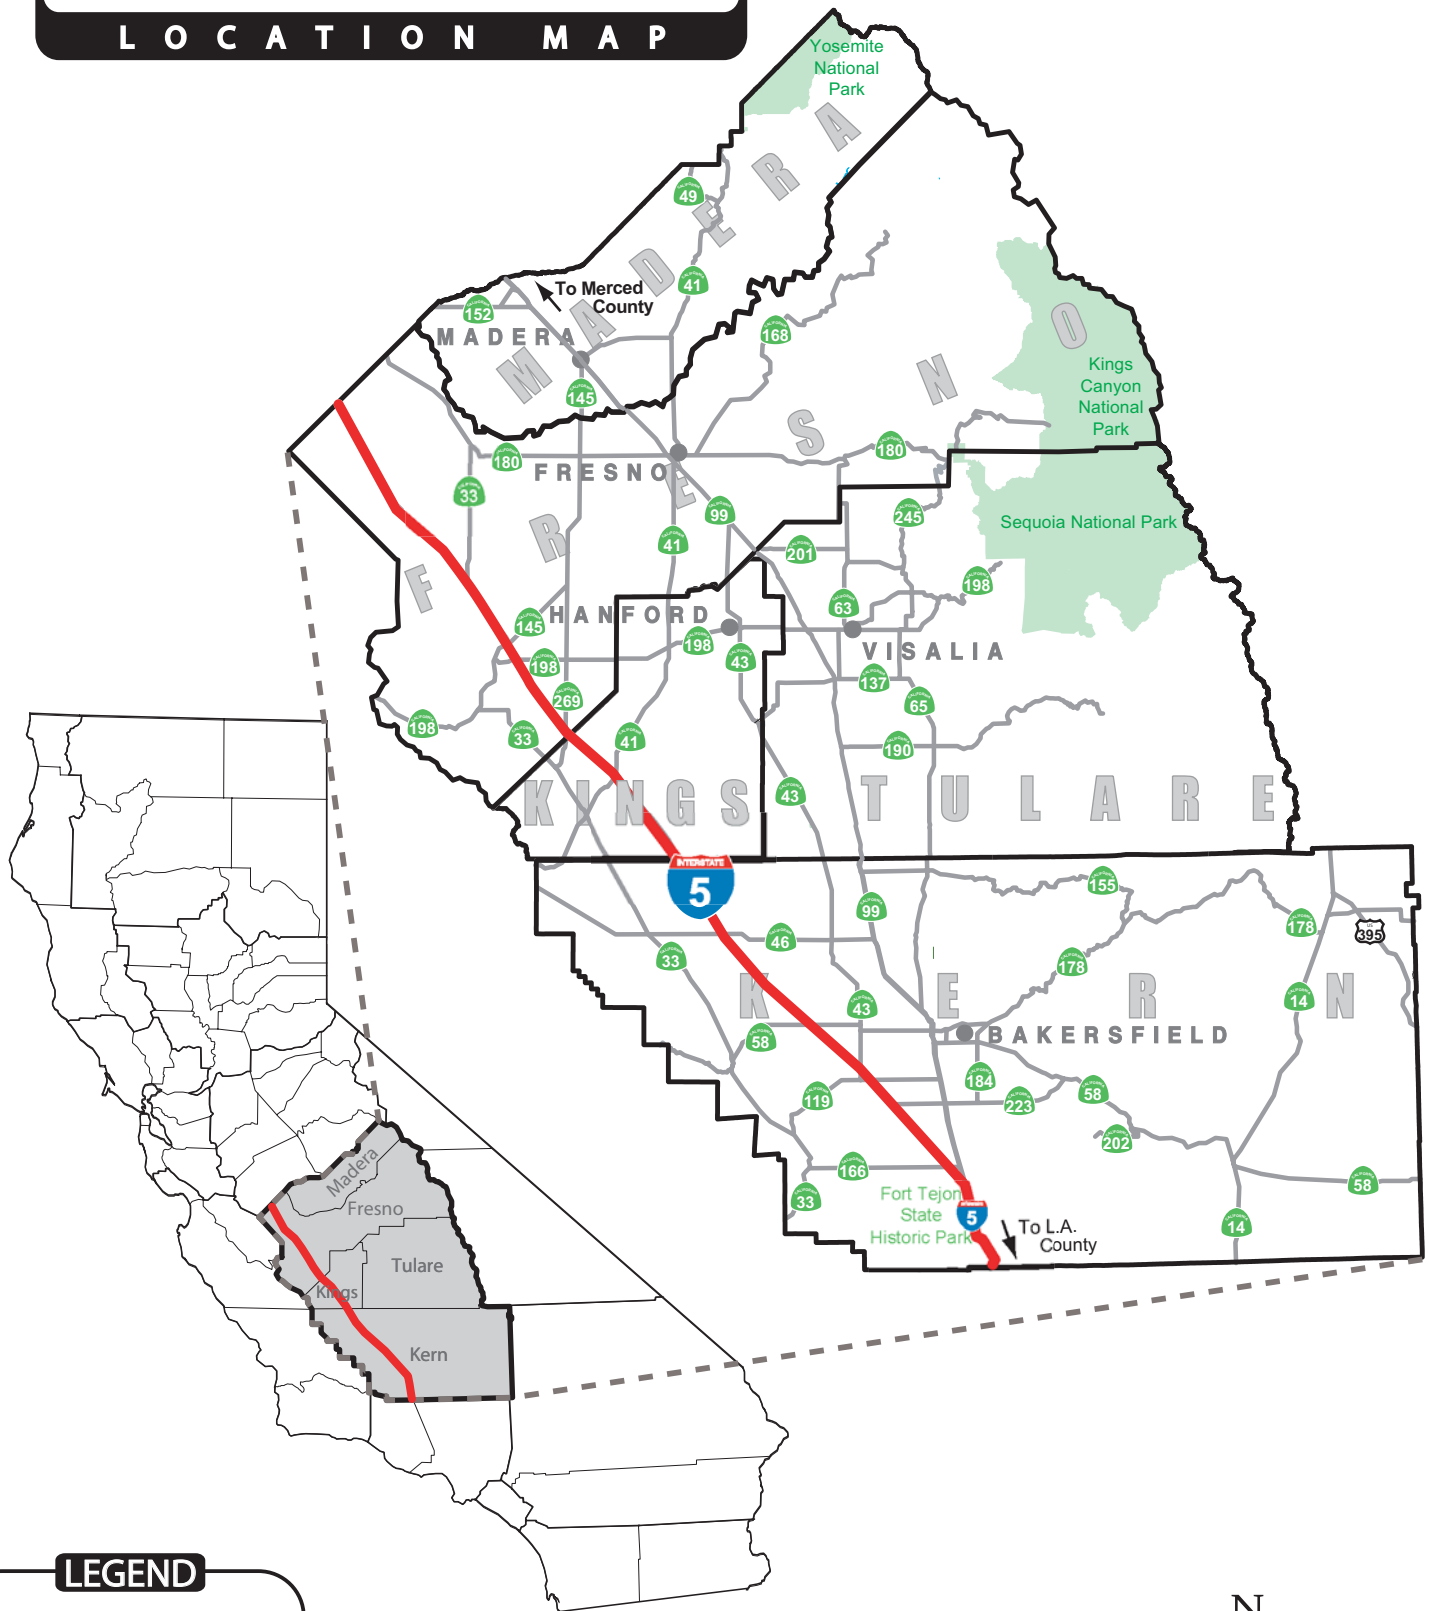 LOCATION MAP
Yosemite
National
Park
MADERA
49
41
To Merced
County
152
MADERA
145
168
FRESNO
Kings
Canyon
National
Park
180
FRESNO
180
33
99
245
Sequoia National Park
41
201
198
63
145
HANFORD
198
43
VISALIA
198
137
269
65
198
33
41
190
KINGS
43
TULARE
INTERSTATE
5
155
99
178
US
395
46
33
178
KERN
43
14
58
BAKERSFIELD
184
58
119
223
202
166
58
33
Fort Tejon
State
Historic Park
5
To L.A.
County
14
Madera
Fresno
Tulare
Kings
Kern
LEGEND
N